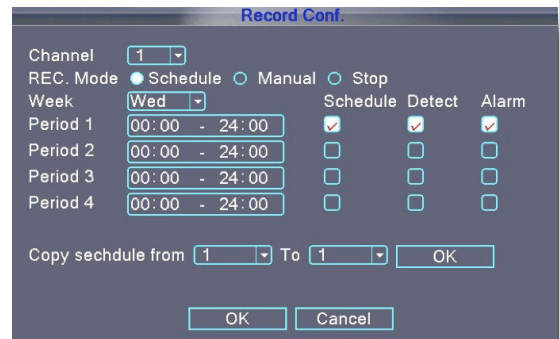 Record Conf.
Channel 1
REC. Mode Schedule Manual Stop
Week Wed Schedule Detect Alarm
Period 1 00:00 - 24:00
Period 2 00:00 - 24:00
Period 3 00:00 - 24:00
Period 4 00:00 - 24:00
Copy sechdule from 1 To 1 OK
OK Cancel